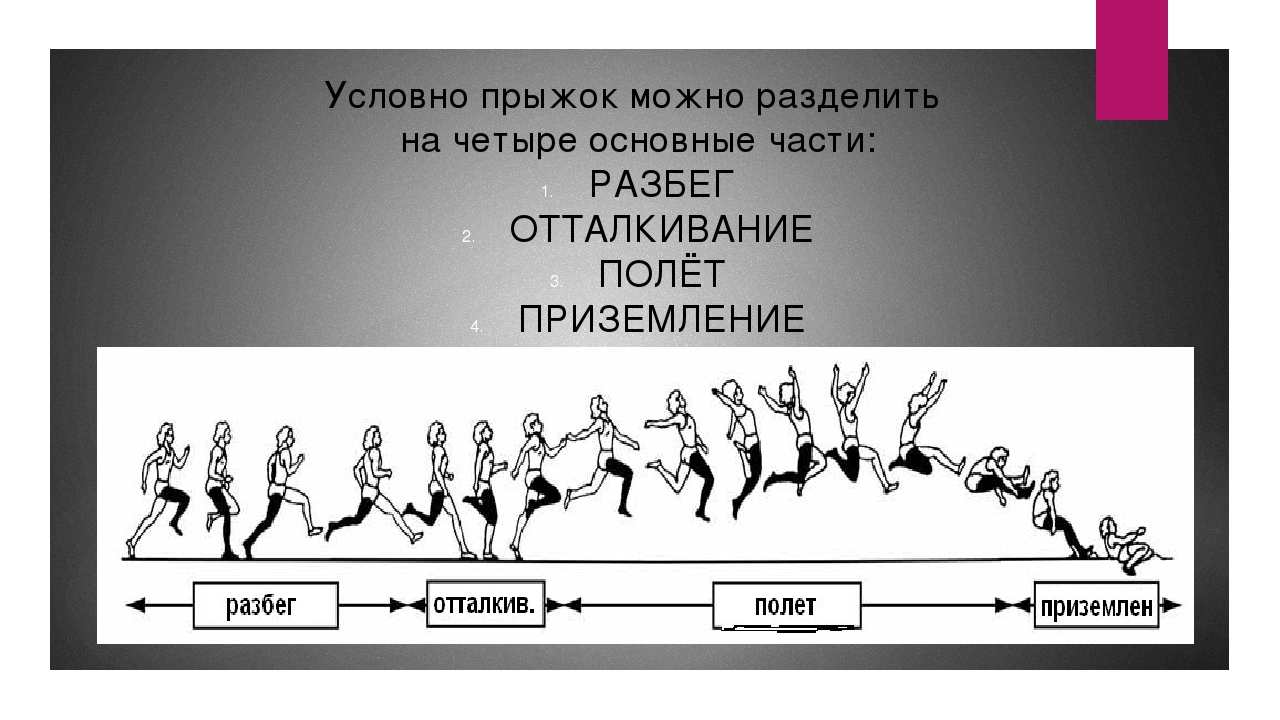 Условно прыжок можно разделить
на четыре основные части:
1. РАЗБЕГ
2. ОТТАЛКИВАНИЕ
3. ПОЛЁТ
4. ПРИЗЕМЛЕНИЕ
разбег отталкив. полет приземлен